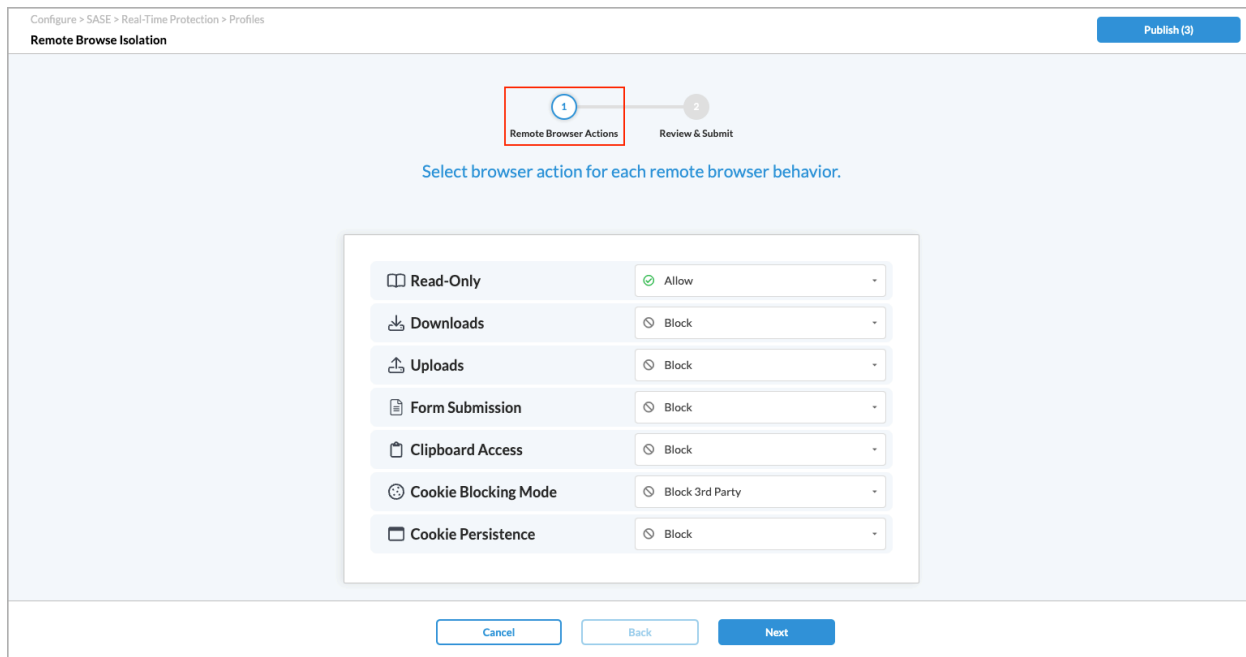 Configure > SASE > Real-Time Protection > Profiles
Remote Browse Isolation
Publish (3)
1
2
Remote Browser Actions
Review & Submit
Select browser action for each remote browser behavior.
Read-Only
Allow
Downloads
Block
Uploads
Block
Form Submission
Block
Clipboard Access
Block
Cookie Blocking Mode
Block 3rd Party
Cookie Persistence
Block
Cancel
Back
Next